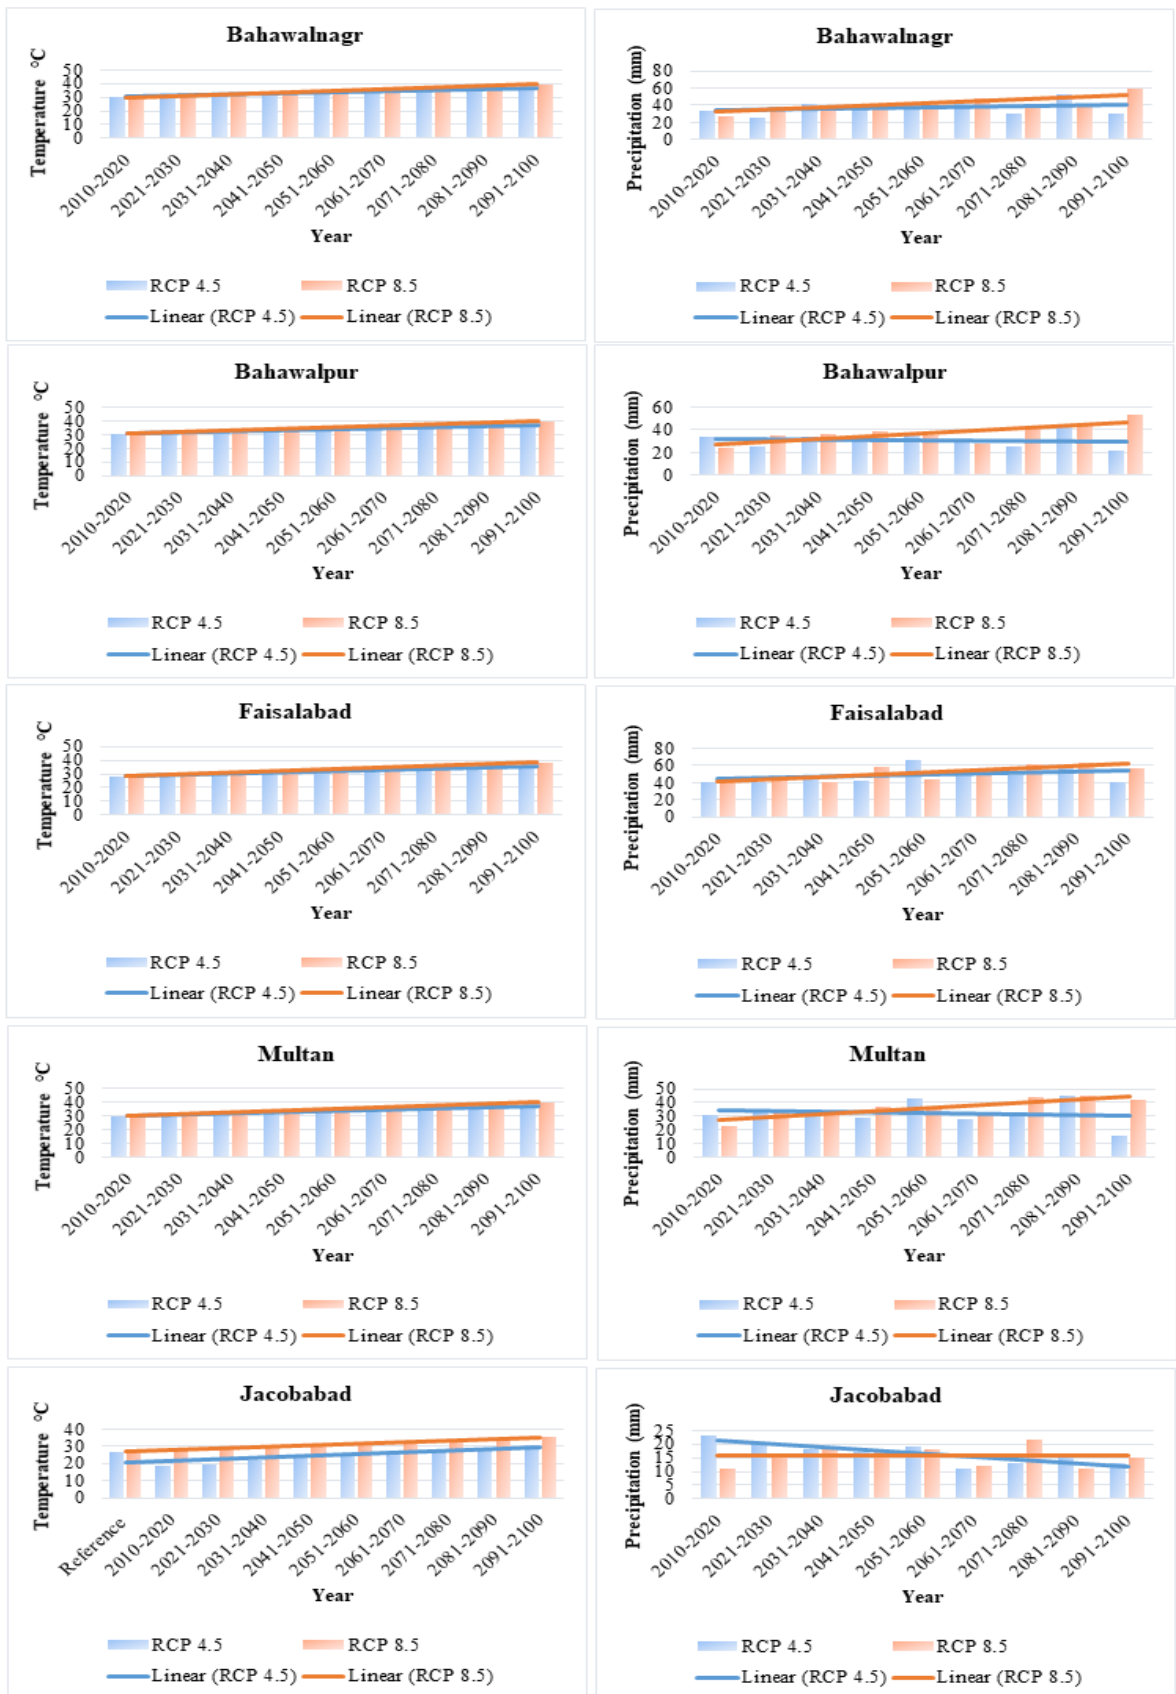 Bahawalnagr
Temperature °C
50
40
30
20
10
0
2010-2020
2021-2030
2031-2040
2041-2050
2051-2060
2061-2070
2071-2080
2081-2090
2091-2100
Year
RCP 4.5
RCP 8.5
Linear (RCP 4.5)
Linear (RCP 8.5)
Bahawalnagr
Precipitation (mm)
80
60
40
20
0
2010-2020
2021-2030
2031-2040
2041-2050
2051-2060
2061-2070
2071-2080
2081-2090
2091-2100
Year
RCP 4.5
RCP 8.5
Linear (RCP 4.5)
Linear (RCP 8.5)
Bahawalpur
Temperature °C
50
40
30
20
10
0
2010-2020
2021-2030
2031-2040
2041-2050
2051-2060
2061-2070
2071-2080
2081-2090
2091-2100
Year
RCP 4.5
RCP 8.5
Linear (RCP 4.5)
Linear (RCP 8.5)
Bahawalpur
Precipitation (mm)
60
40
20
0
2010-2020
2021-2030
2031-2040
2041-2050
2051-2060
2061-2070
2071-2080
2081-2090
2091-2100
Year
RCP 4.5
RCP 8.5
Linear (RCP 4.5)
Linear (RCP 8.5)
Faisalabad
Temperature °C
50
40
30
20
10
0
2010-2020
2021-2030
2031-2040
2041-2050
2051-2060
2061-2070
2071-2080
2081-2090
2091-2100
Year
RCP 4.5
RCP 8.5
Linear (RCP 4.5)
Linear (RCP 8.5)
Faisalabad
Precipitation (mm)
80
60
40
20
0
2010-2020
2021-2030
2031-2040
2041-2050
2051-2060
2061-2070
2071-2080
2081-2090
2091-2100
Year
RCP 4.5
RCP 8.5
Linear (RCP 4.5)
Linear (RCP 8.5)
Multan
Temperature °C
50
40
30
20
10
0
2010-2020
2021-2030
2031-2040
2041-2050
2051-2060
2061-2070
2071-2080
2081-2090
2091-2100
Year
RCP 4.5
RCP 8.5
Linear (RCP 4.5)
Linear (RCP 8.5)
Multan
Precipitation (mm)
50
40
30
20
10
0
2010-2020
2021-2030
2031-2040
2041-2050
2051-2060
2061-2070
2071-2080
2081-2090
2091-2100
Year
RCP 4.5
RCP 8.5
Linear (RCP 4.5)
Linear (RCP 8.5)
Jacobabad
Temperature °C
40
30
20
10
0
Reference
2010-2020
2021-2030
2031-2040
2041-2050
2051-2060
2061-2070
2071-2080
2081-2090
2091-2100
Year
RCP 4.5
RCP 8.5
Linear (RCP 4.5)
Linear (RCP 8.5)
Jacobabad
Precipitation (mm)
25
20
15
10
5
0
2010-2020
2021-2030
2031-2040
2041-2050
2051-2060
2061-2070
2071-2080
2081-2090
2091-2100
Year
RCP 4.5
RCP 8.5
Linear (RCP 4.5)
Linear (RCP 8.5)